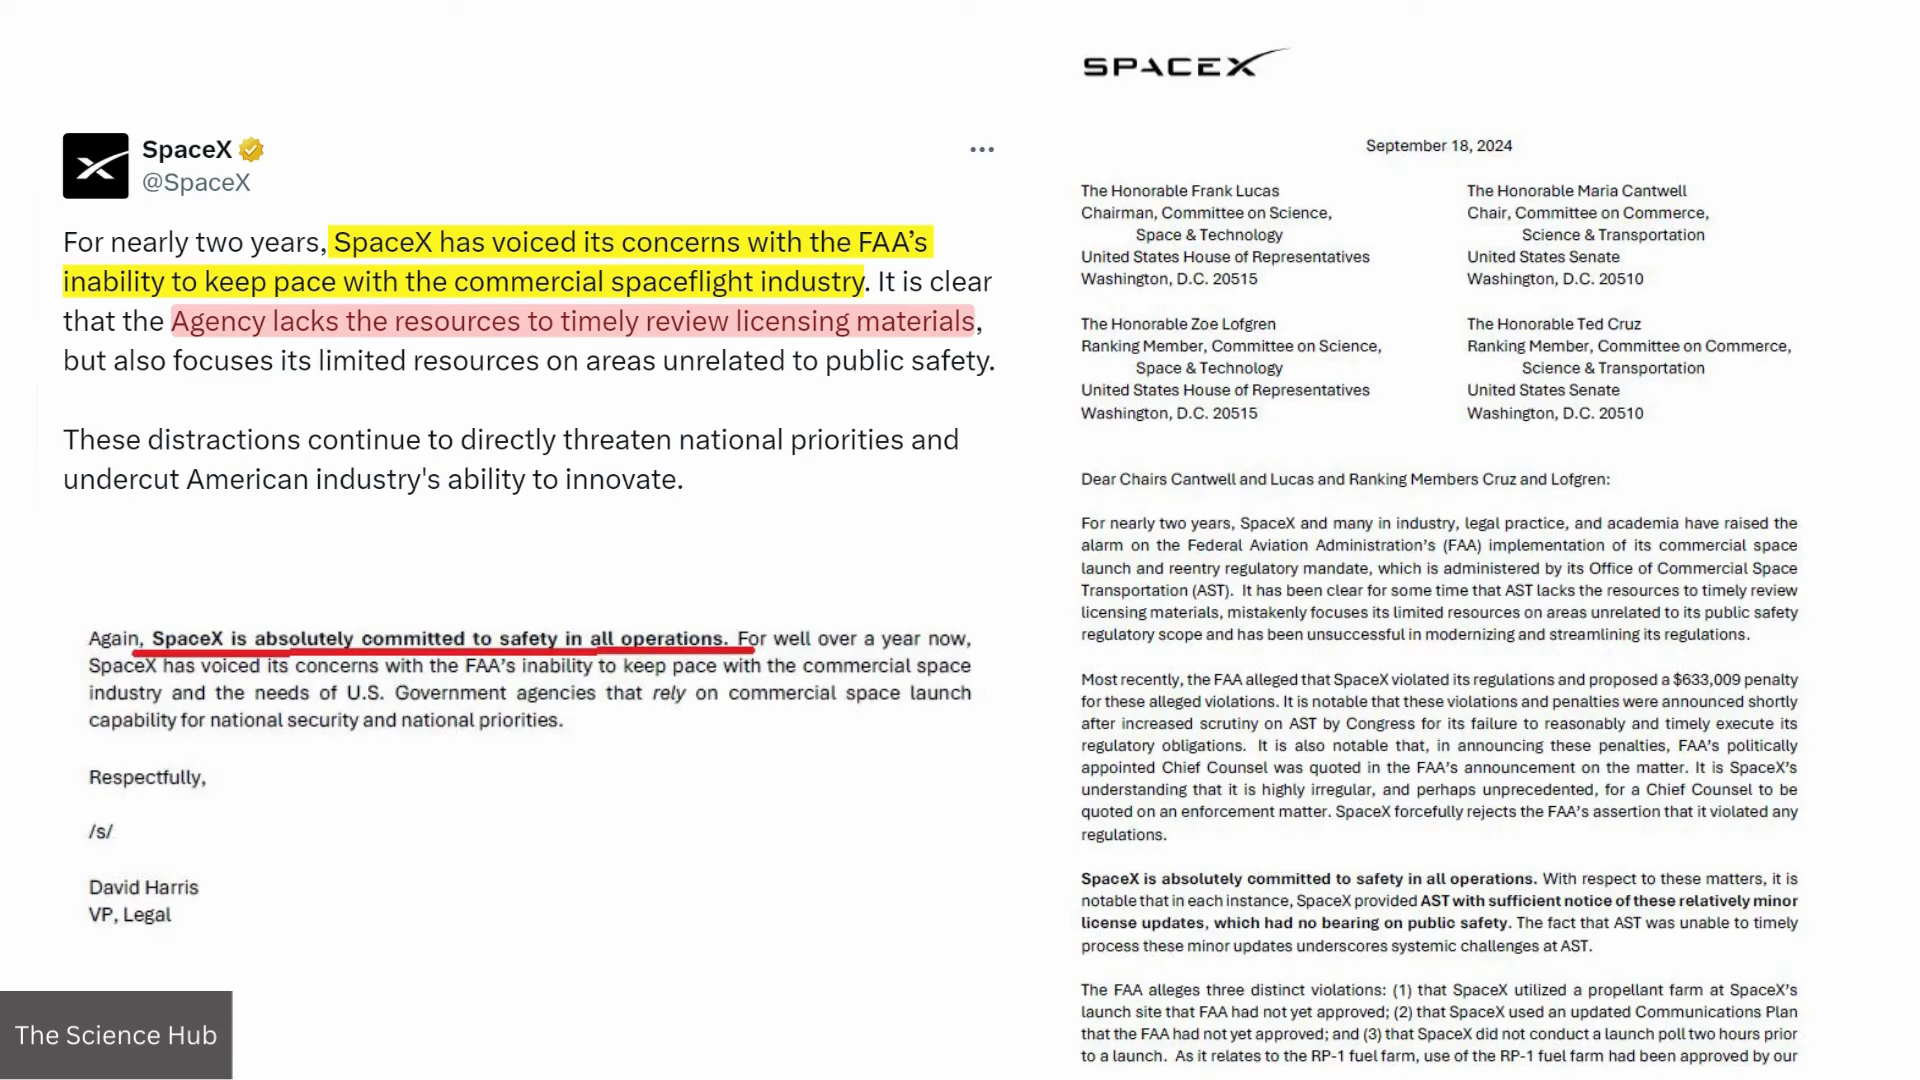 SpaceX
@SpaceX
For nearly two years, SpaceX has voiced its concerns with the FAA's
inability to keep pace with the commercial spaceflight industry. It is clear
that the Agency lacks the resources to timely review licensing materials,
but also focuses its limited resources on areas unrelated to public safety.
These distractions continue to directly threaten national priorities and
undercut American industry's ability to innovate.
Again, SpaceX is absolutely committed to safety in all operations. For well over a year now,
SpaceX has voiced its concerns with the FAA's inability to keep pace with the commercial space
industry and the needs of U.S. Government agencies that rely on commercial space launch
capability for national security and national priorities.
Respectfully,
/s/
David Harris
VP, Legal
The Science Hub
SPACEX
September 18, 2024
The Honorable Frank Lucas
Chairman, Committee on Science,
Space & Technology
United States House of Representatives
Washington, D.C. 20515
The Honorable Maria Cantwell
Chair, Committee on Commerce,
Science & Transportation
United States Senate
Washington, D.C. 20510
The Honorable Zoe Lofgren
Ranking Member, Committee on Science,
Space & Technology
United States House of Representatives
Washington, D.C. 20515
The Honorable Ted Cruz
Ranking Member, Committee on Commerce,
Science & Transportation
United States Senate
Washington, D.C. 20510
Dear Chairs Cantwell and Lucas and Ranking Members Cruz and Lofgren:
For nearly two years, SpaceX and many in industry, legal practice, and academia have raised the
alarm on the Federal Aviation Administration's (FAA) implementation of its commercial space
launch and reentry regulatory mandate, which is administered by its Office of Commercial Space
Transportation (AST). It has been clear for some time that AST lacks the resources to timely review
licensing materials, mistakenly focuses its limited resources on areas unrelated to its public safety
regulatory scope and has been unsuccessful in modernizing and streamlining its regulations.
Most recently, the FAA alleged that SpaceX violated its regulations and proposed a $633,009 penalty
for these alleged violations. It is notable that these violations and penalties were announced shortly
after increased scrutiny on AST by Congress for its failure to reasonably and timely execute its
regulatory obligations. It is also notable that, in announcing these penalties, FAA's politically
appointed Chief Counsel was quoted in the FAA's announcement on the matter. It is SpaceX's
understanding that it is highly irregular, and perhaps unprecedented, for a Chief Counsel to be
quoted on an enforcement matter. SpaceX forcefully rejects the FAA's assertion that it violated any
regulations.
SpaceX is absolutely committed to safety in all operations. With respect to these matters, it is
notable that in each instance, SpaceX provided AST with sufficient notice of these relatively minor
license updates, which had no bearing on public safety. The fact that AST was unable to timely
process these minor updates underscores systemic challenges at AST.
The FAA alleges three distinct violations: (1) that SpaceX utilized a propellant farm at SpaceX's
launch site that FAA had not yet approved; (2) that SpaceX used an updated Communications Plan
that the FAA had not yet approved; and (3) that SpaceX did not conduct a launch poll two hours prior
to a launch. As it relates to the RP-1 fuel farm, use of the RP-1 fuel farm had been approved by our